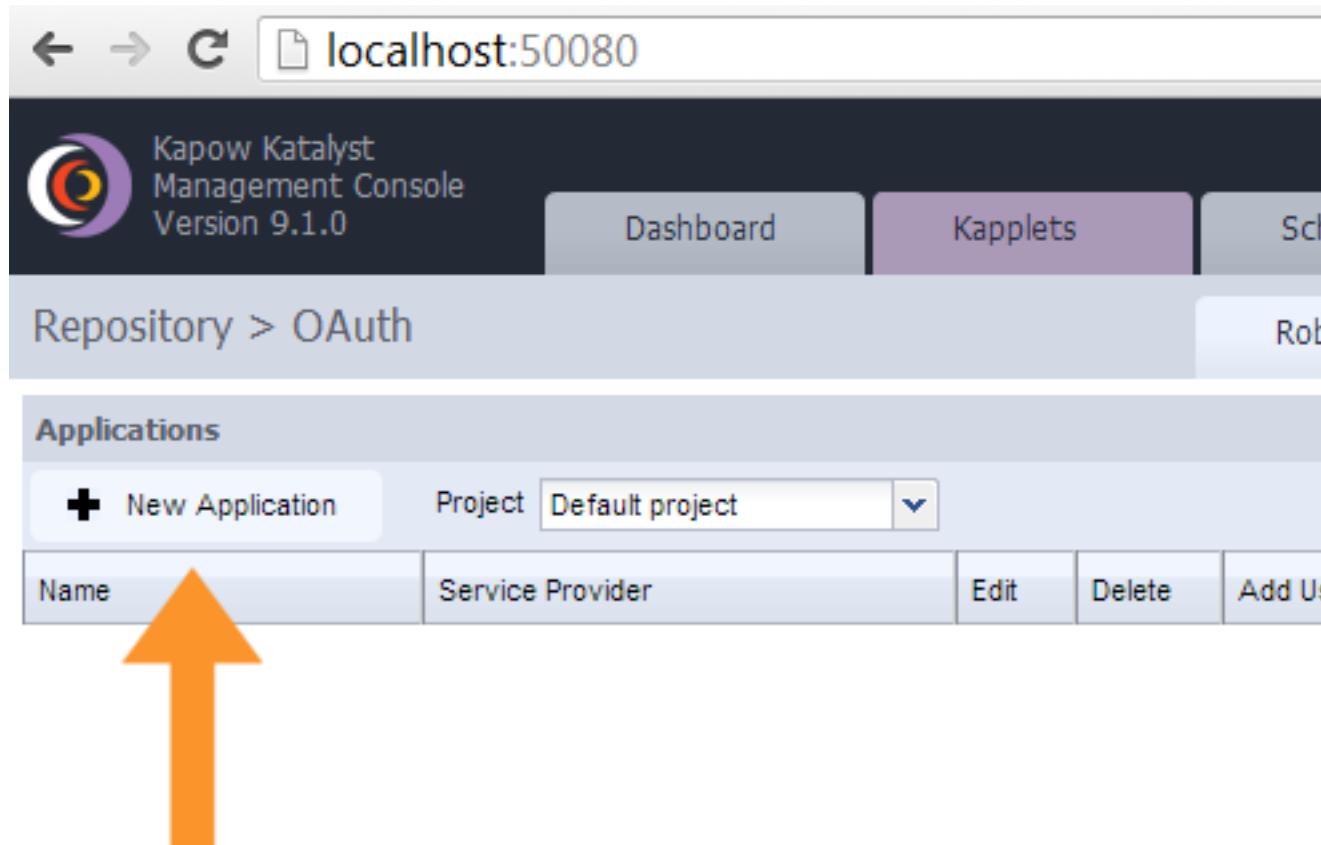 localhost:50080
Kapow Katalyst
Management Console
Version 9.1.0
Dashboard Kapplets
Repository > OAuth
Applications
New Application Project Default project
Name Service Provider Edit Delete Add